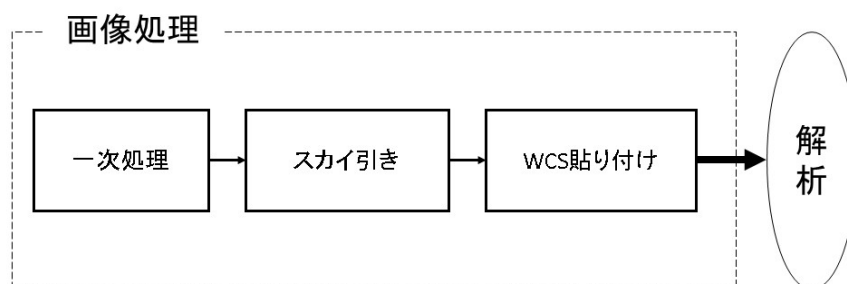 画像処理
一次処理
スカイ引き
WCS貼り付け
解
析